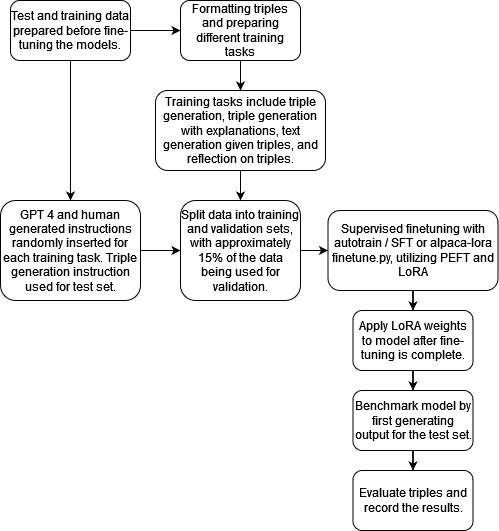 Test and training data
prepared before fine-
tuning the models.
Formatting triples
and preparing
different training
tasks
Training tasks include triple
generation, triple generation
with explanations, text
generation given triples, and
reflection on triples.
GPT 4 and human
generated instructions
randomly inserted for
each training task. Triple
generation instruction
used for test set.
Split data into training
and validation sets,
with approximately
15% of the data
being used for
validation.
Supervised finetuning with
autotrain / SFT or alpaca-lora
finetune.py, utilizing PEFT and
LoRA
Apply LoRA weights
to model after fine-
tuning is complete.
Benchmark model by
first generating
output for the test set.
Evaluate triples and
record the results.